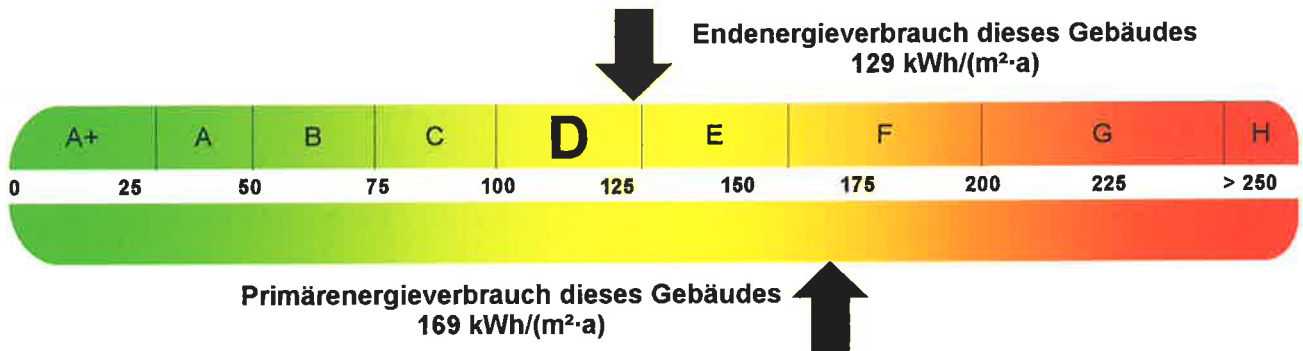 Endenergieverbrauch dieses Gebäudes
129 kWh/(m²·a)
A+ A B C D E F G H
0 25 50 75 100 125 150 175 200 225 > 250
Primärenergieverbrauch dieses Gebäudes
169 kWh/(m²·a)